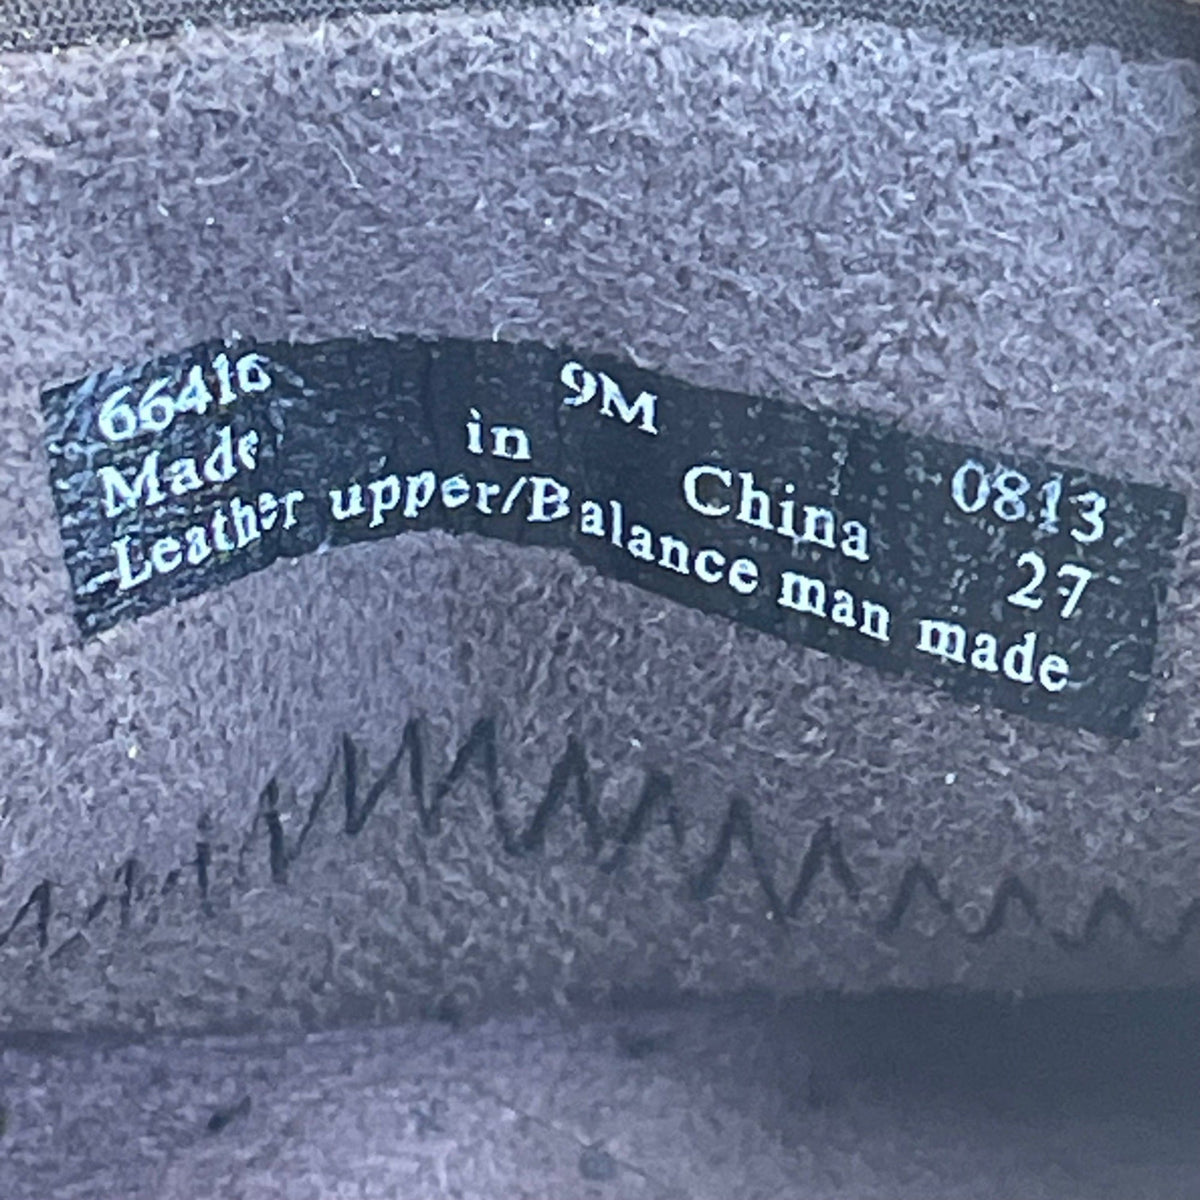 66416 9M 0813
Made in China 27
Leather upper/Balance man made